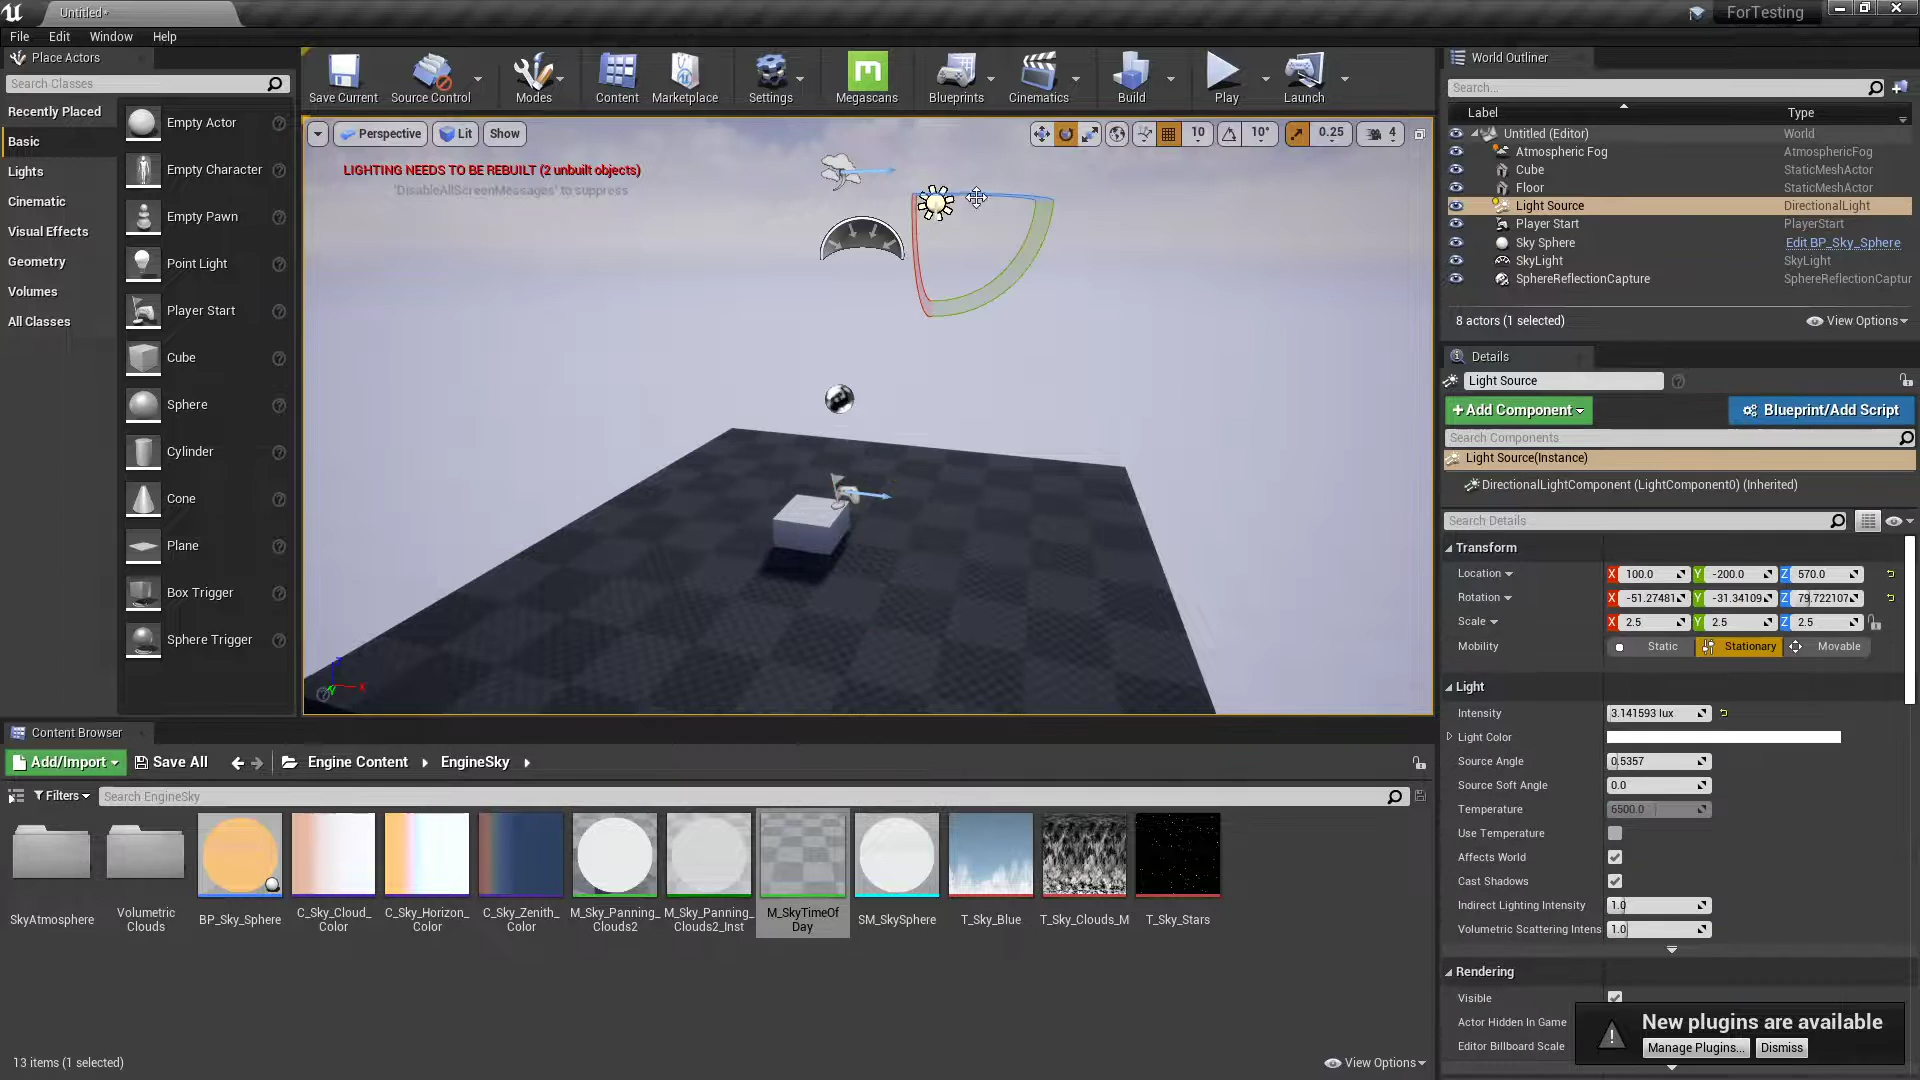 Untitled*
ForTesting
File Edit Window Help
Place Actors
Search Classes
Recently Placed
Basic
Lights
Cinematic
Visual Effects
Geometry
Volumes
All Classes
Empty Actor
Empty Character
Empty Pawn
Point Light
Player Start
Cube
Sphere
Cylinder
Cone
Plane
Box Trigger
Sphere Trigger
Save Current
Source Control
Modes
Content
Marketplace
Settings
Megascans
Blueprints
Cinematics
Build
Play
Launch
Perspective Lit Show
10 10° 0.25 4
LIGHTING NEEDS TO BE REBUILT (2 unbuilt objects)
'DisableAllScreenMessages' to suppress
X
Y
World Outliner
Search...
Label Type
Untitled (Editor) World
Atmospheric Fog AtmosphericFog
Cube StaticMeshActor
Floor StaticMeshActor
Light Source DirectionalLight
Player Start PlayerStart
Sky Sphere Edit BP_Sky_Sphere
SkyLight SkyLight
SphereReflectionCapture SphereReflectionCaptur
8 actors (1 selected) View Options
Details
Light Source
+Add Component Blueprint/Add Script
Search Components
Light Source(Instance)
DirectionalLightComponent (LightComponent0) (Inherited)
Search Details
Transform
Location X 100.0 Y -200.0 Z 570.0
Rotation X -51.27481 Y -31.34109 Z 79.722107
Scale X 2.5 Y 2.5 Z 2.5
Mobility Static Stationary Movable
Light
Intensity 3.141593 lux
Light Color
Source Angle 0.5357
Source Soft Angle 0.0
Temperature 6500.0
Use Temperature
Affects World
Cast Shadows
Indirect Lighting Intensity 1.0
Volumetric Scattering Intens 1.0
Rendering
Visible
Actor Hidden In Game
Editor Billboard Scale
New plugins are available
Manage Plugins... Dismiss
Content Browser
Add/Import Save All Engine Content EngineSky
Filters Search EngineSky
SkyAtmosphere
Volumetric
Clouds
BP_Sky_Sphere
C_Sky_Cloud_
Color
C_Sky_Horizon_
Color
C_Sky_Zenith_
Color
M_Sky_Panning_
Clouds2
M_Sky_Panning_
Clouds2_Inst
M_SkyTimeOf
Day
SM_SkySphere
T_Sky_Blue
T_Sky_Clouds_M
T_Sky_Stars
13 items (1 selected) View Options